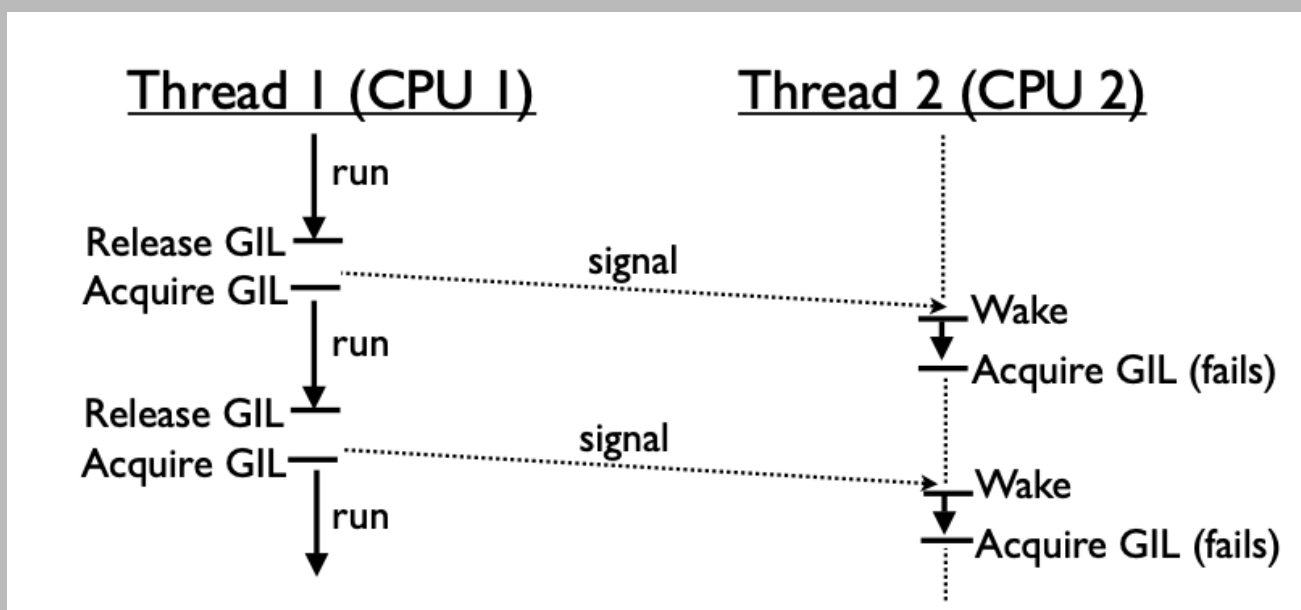 Thread 1 (CPU 1)
Thread 2 (CPU 2)
run
Release GIL
signal
Acquire GIL
Wake
run
Acquire GIL (fails)
Release GIL
signal
Acquire GIL
Wake
run
Acquire GIL (fails)